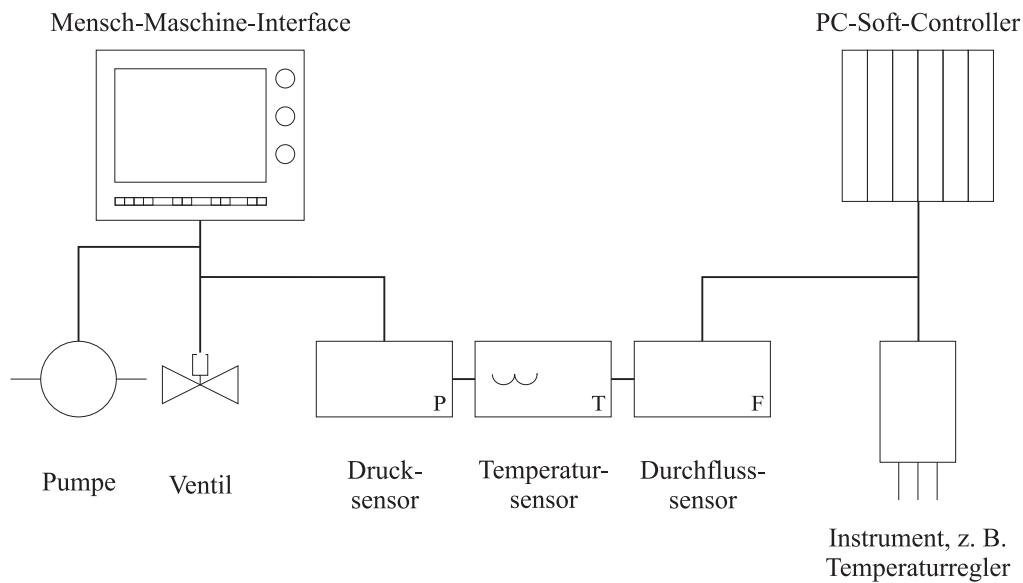 Mensch-Maschine-Interface
PC-Soft-Controller
P
T
F
Pumpe
Ventil
Druck-
sensor
Temperatur-
sensor
Durchfluss-
sensor
Instrument, z. B.
Temperaturregler